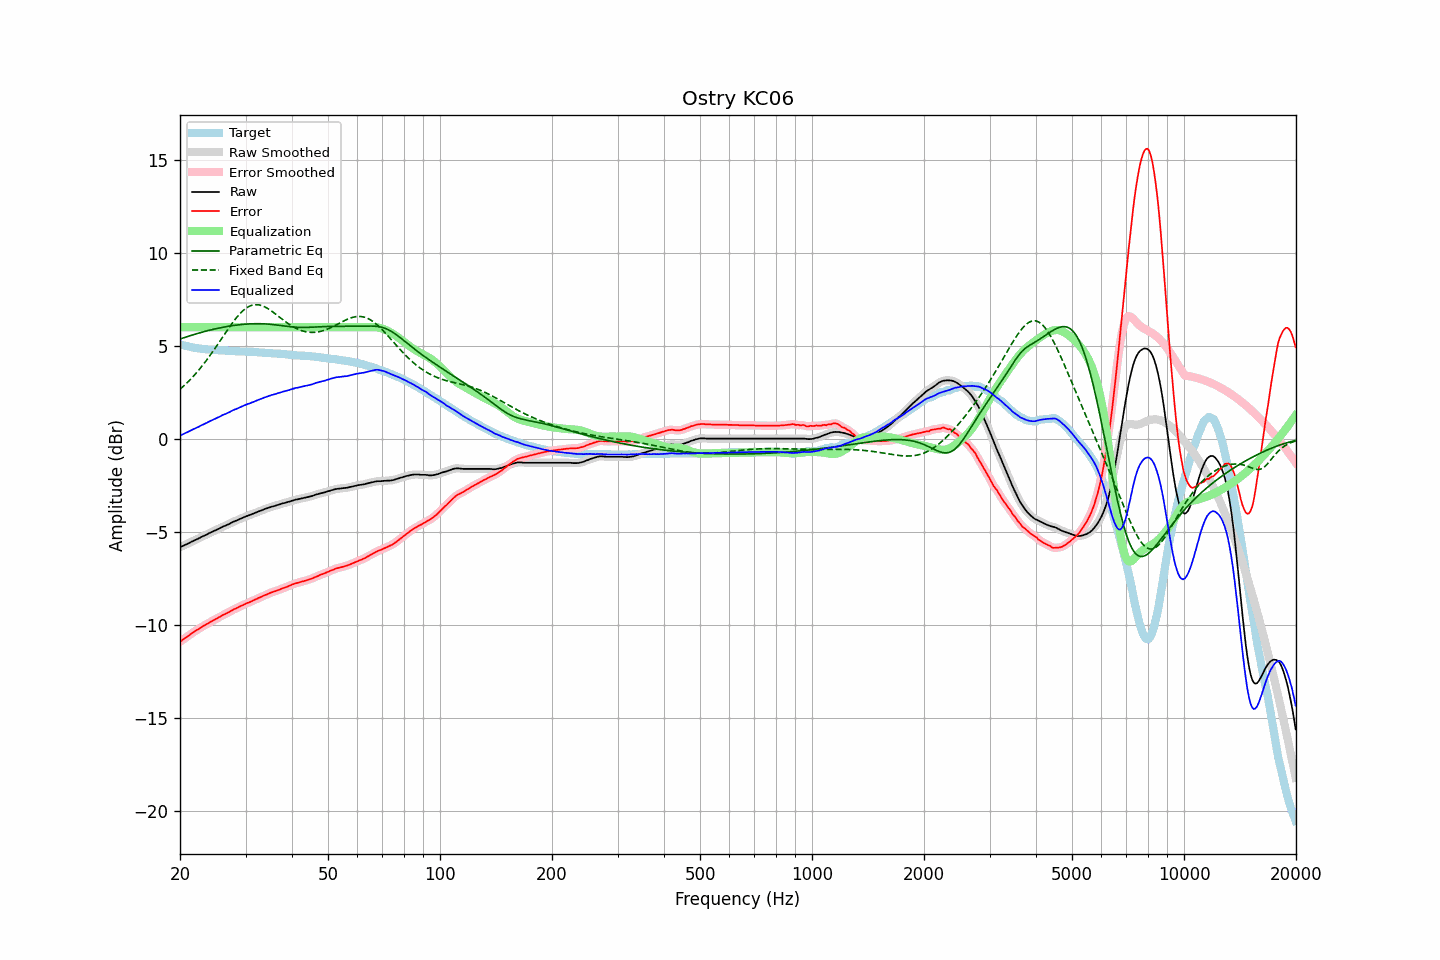 Ostry KC06
Target
Raw Smoothed
Error Smoothed
Raw
Error
Equalization
Parametric Eq
Fixed Band Eq
Equalized
Amplitude (dBr)
15
10
5
0
−5
−10
−15
−20
20
50
100
200
500
1000
2000
5000
10000
20000
Frequency (Hz)